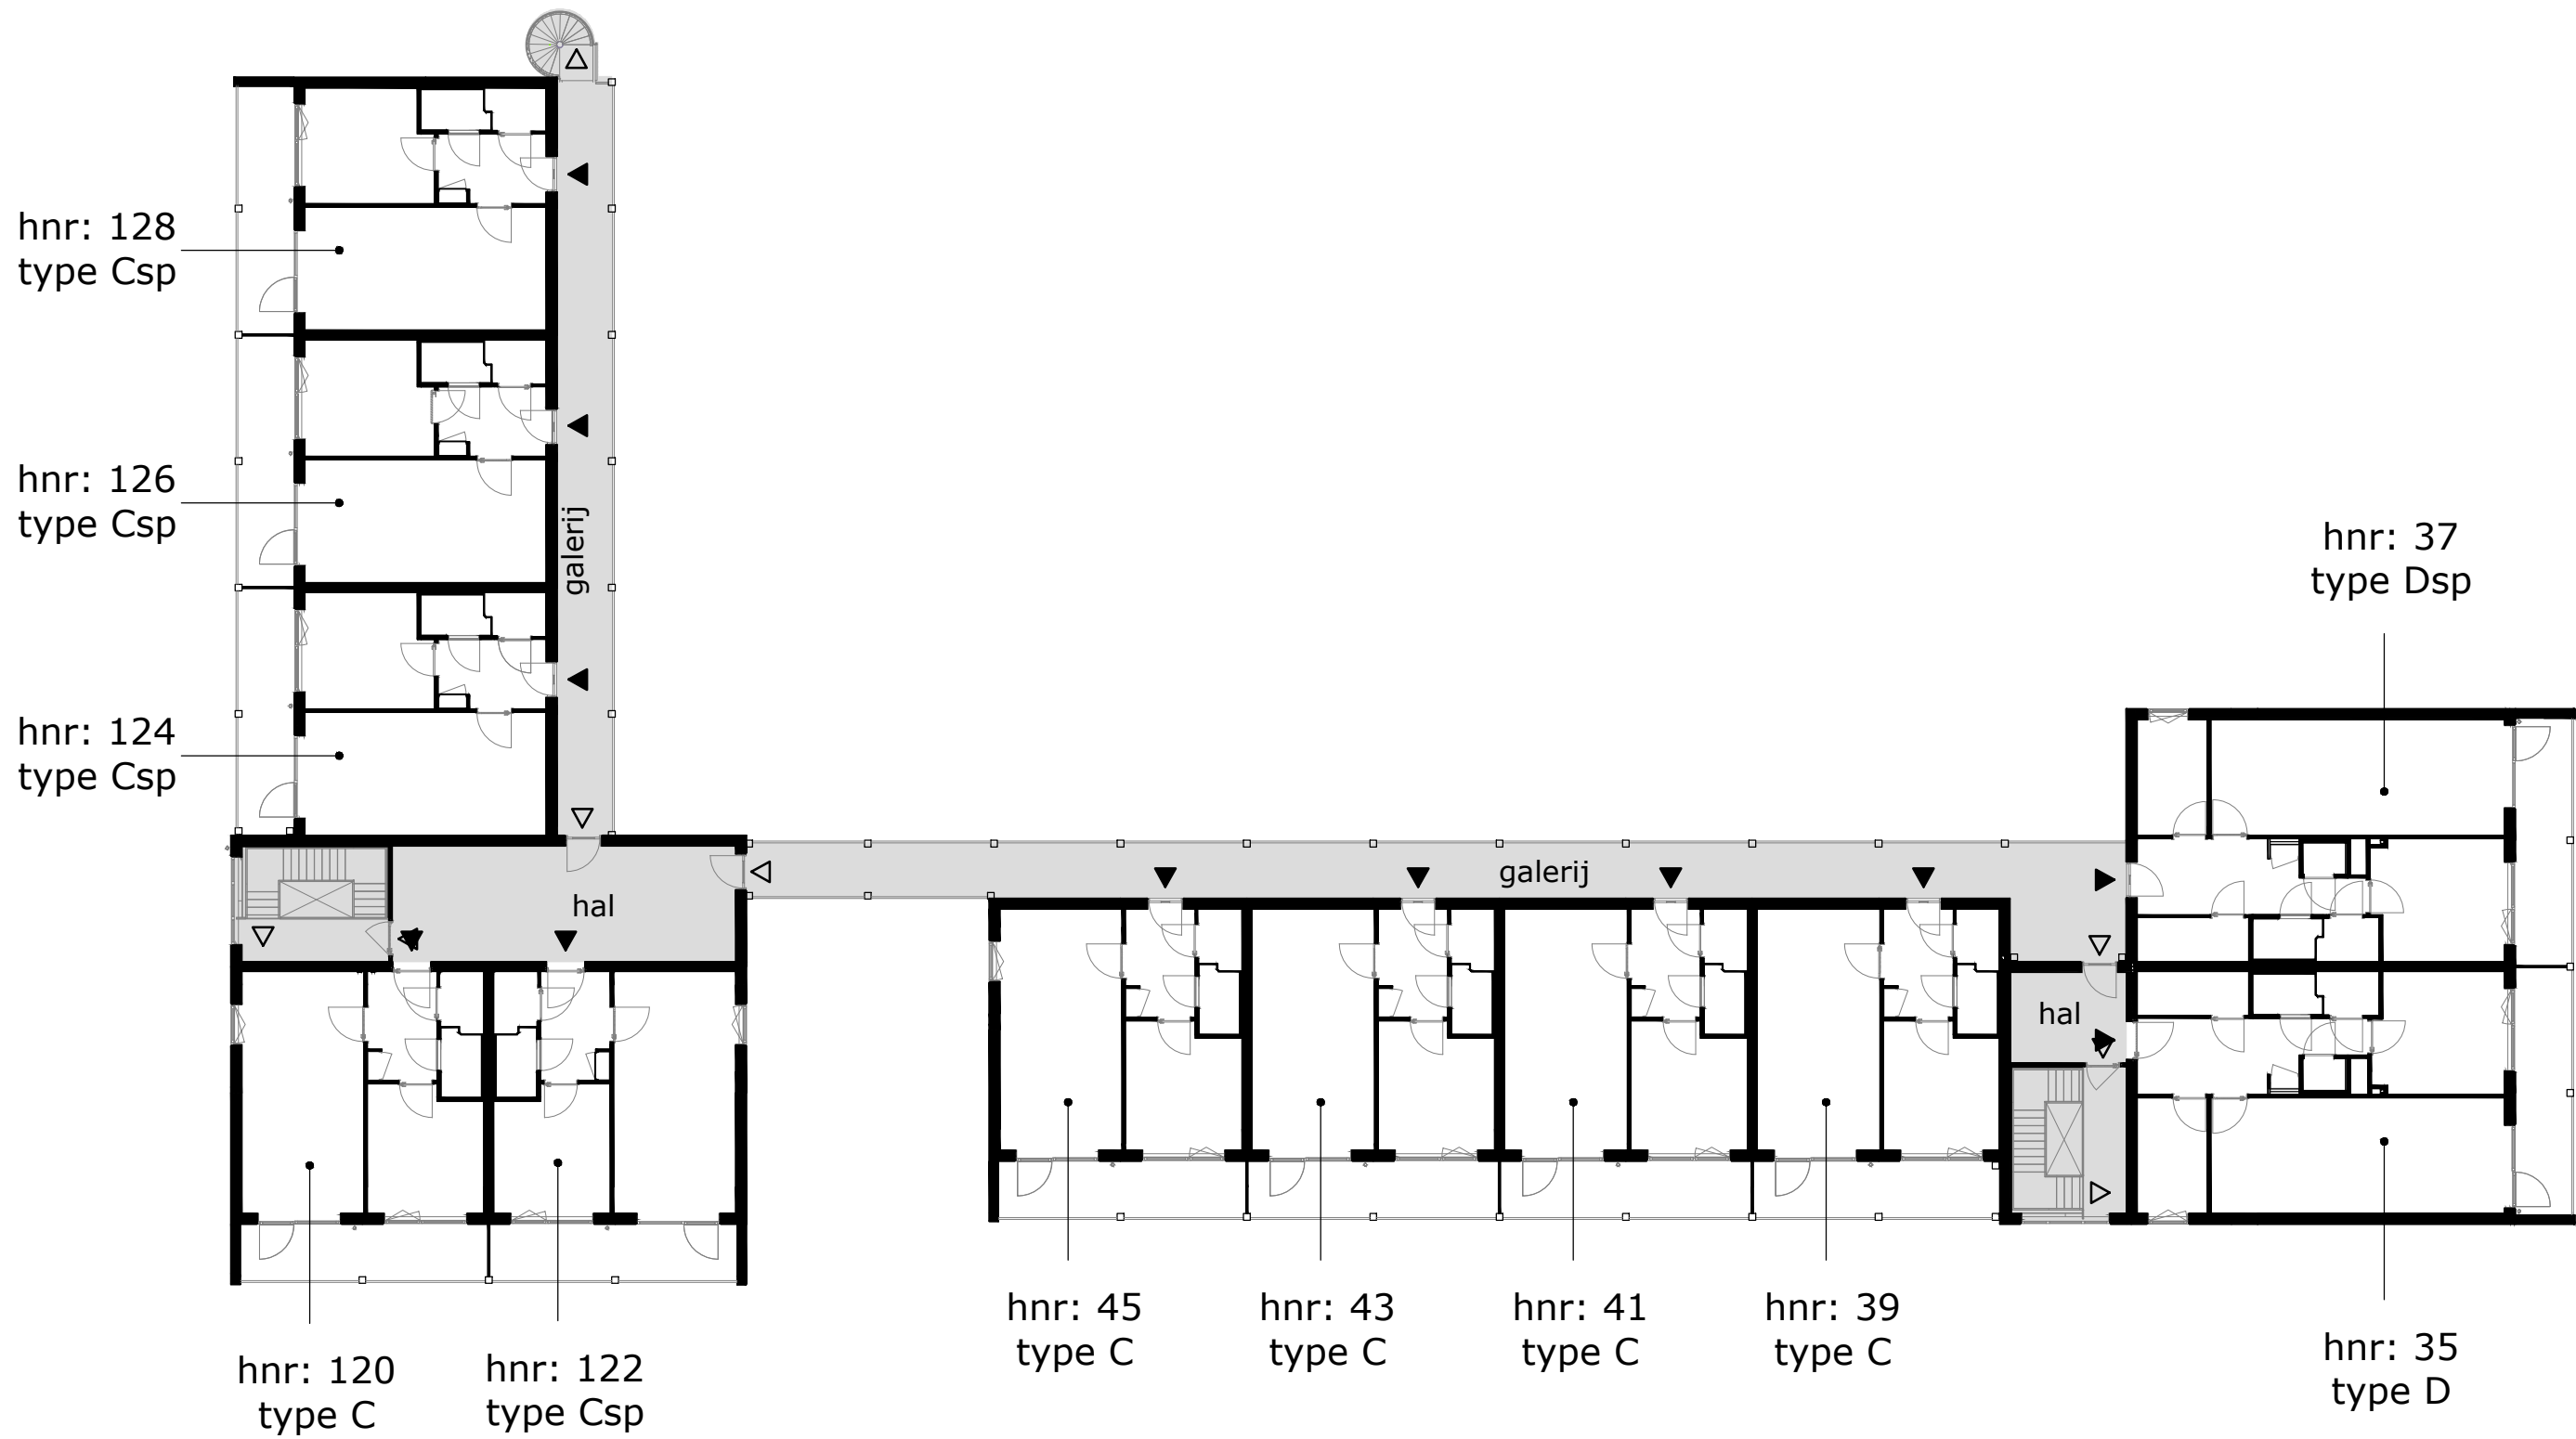 hnr: 128
type Csp
hnr: 126
type Csp
galerij
hnr: 37
type Dsp
hnr: 124
type Csp
galerij
hal
hal
hnr: 45
type C
hnr: 43
type C
hnr: 41
type C
hnr: 39
type C
hnr: 35
type D
hnr: 120
type C
hnr: 122
type Csp